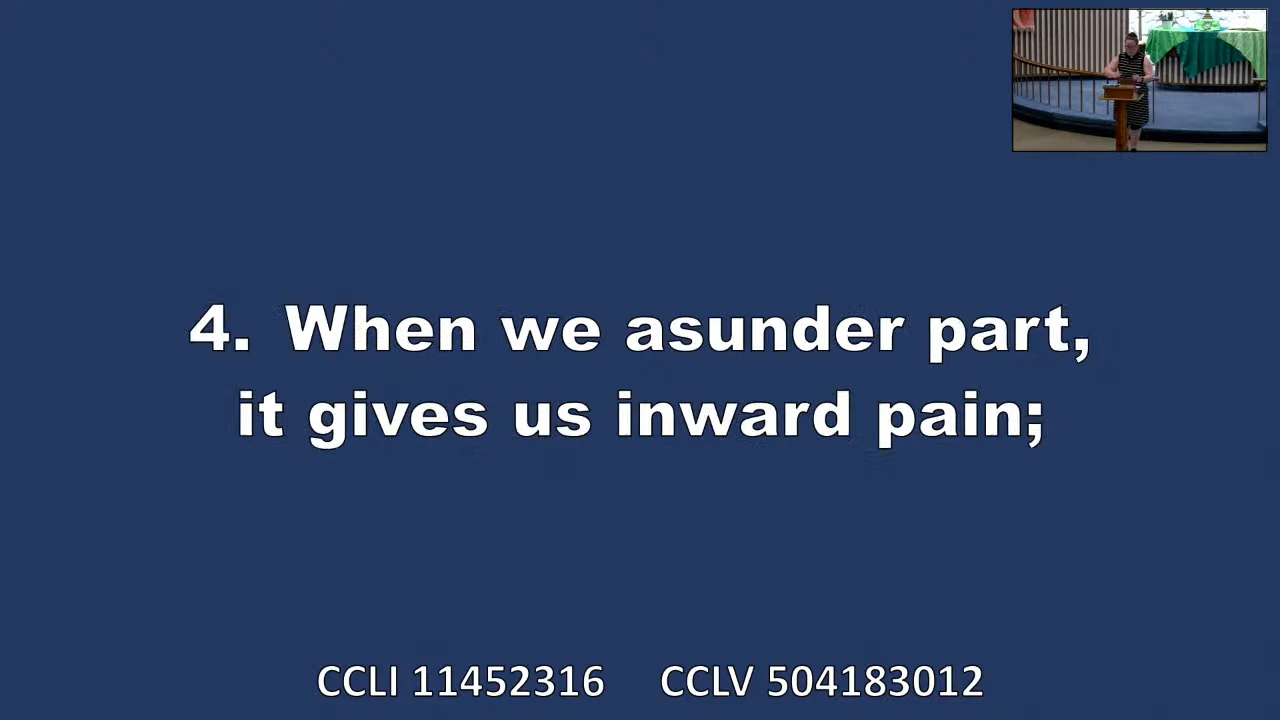 4. When we asunder part,
it gives us inward pain;
CCLI 11452316 CCLV 504183012